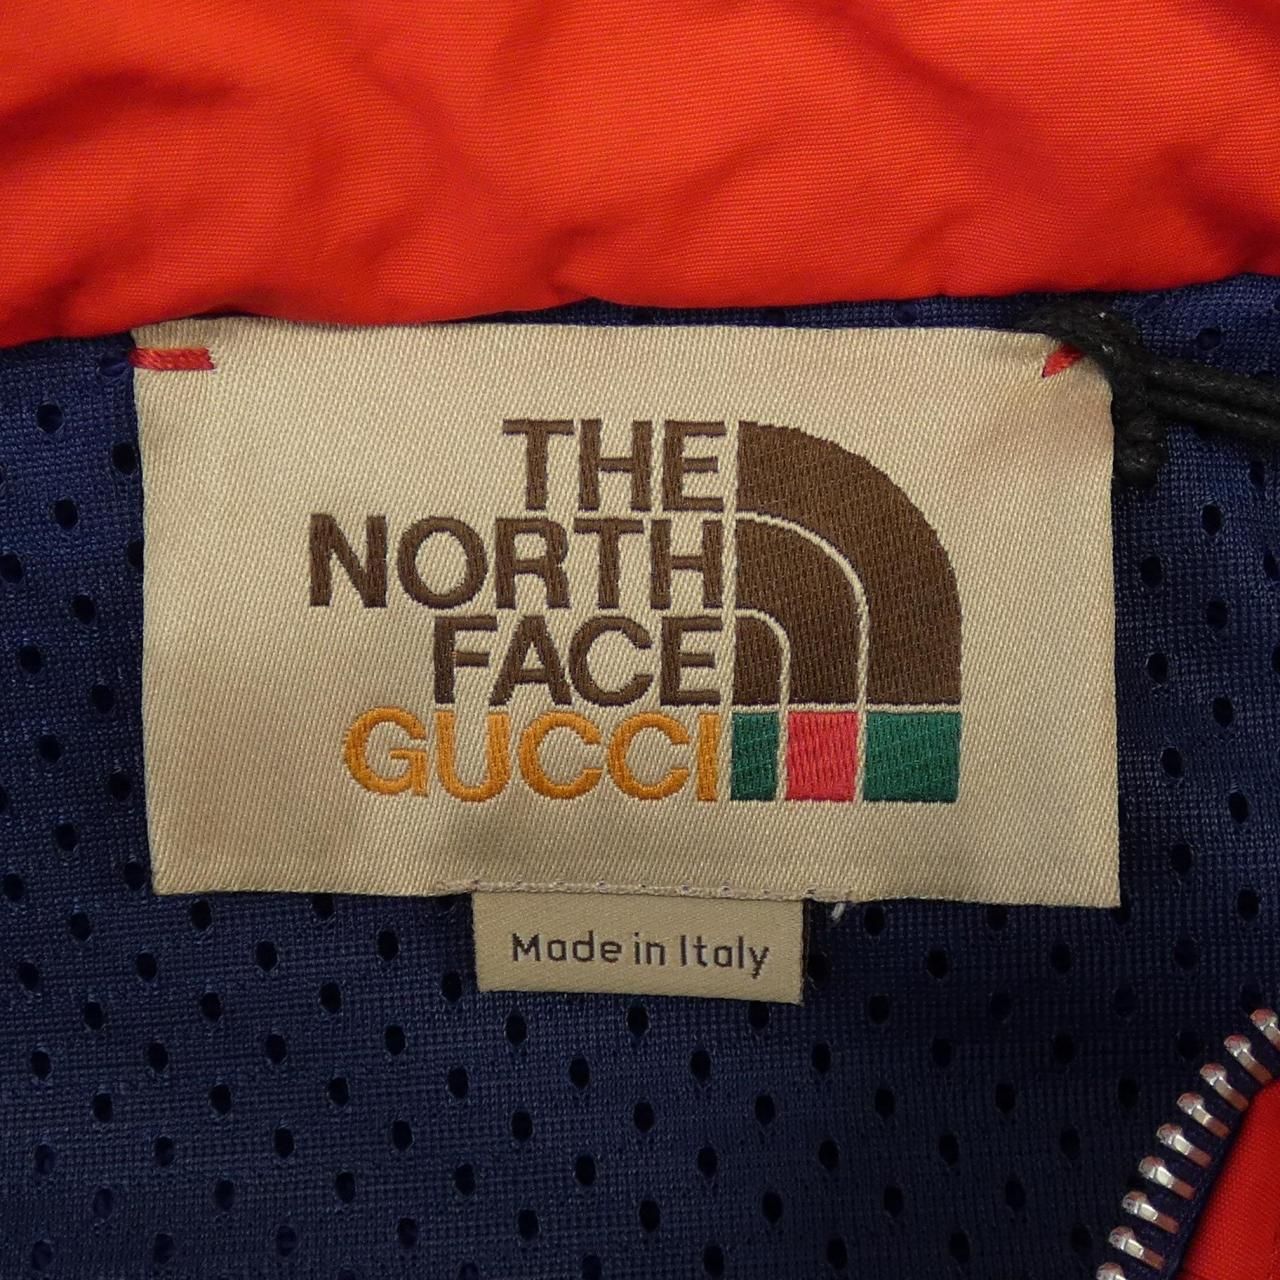 THE
NORTH
FACE
GUCCI
Made in Italy